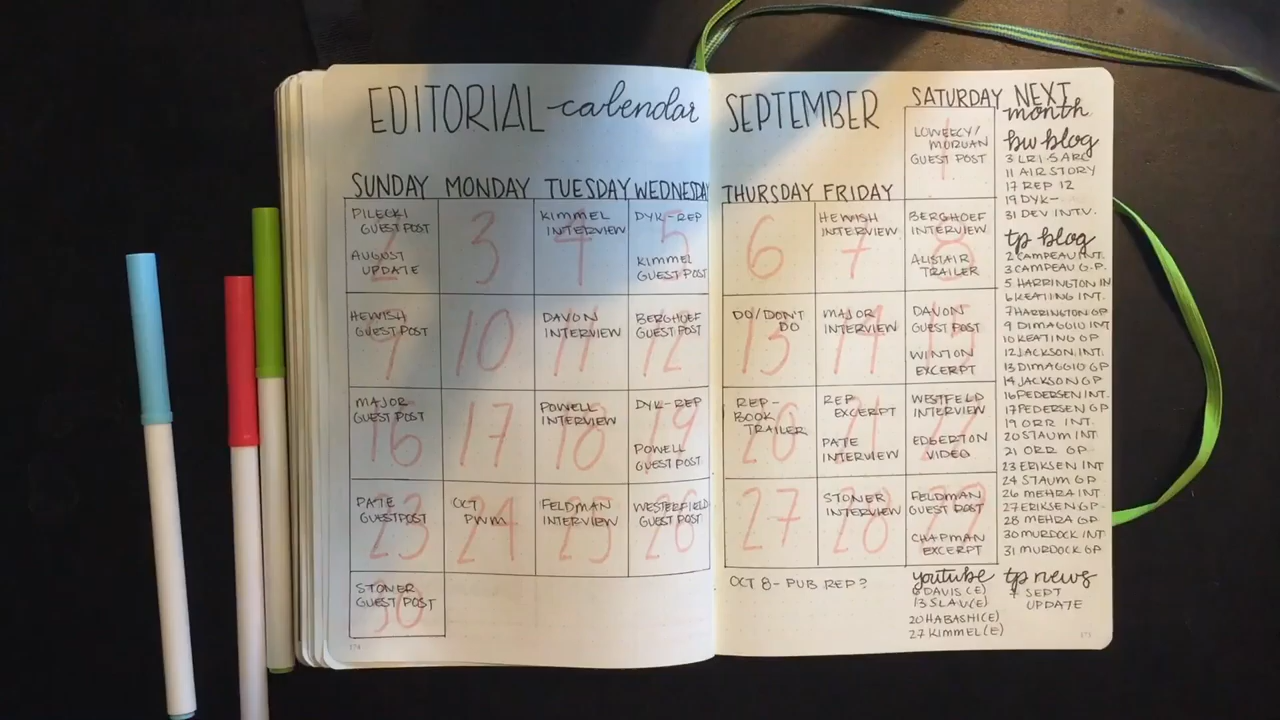 EDITORIAL calendar SEPTEMBER
SATURDAY
1
LOWEECY/
MORGAN
GUEST POST
SUNDAY MONDAY TUESDAY WEDNESDAY THURSDAY FRIDAY
2
PILECKI
GUEST POST
AUGUST
UPDATE
3
4
KIMMEL
INTERVIEW
5
DYK-REP
KIMMEL
GUEST POST
6
7
HEWISH
INTERVIEW
8
BERGHOEF
INTERVIEW
ALISTAIR
TRAILER
9
HEWISH
GUEST POST
10
11
DAVON
INTERVIEW
12
BERGHOEF
GUEST POST
13
DO/DON'T
DO
14
MAJOR
INTERVIEW
15
DAVON
GUEST POST
WINTON
EXCERPT
16
MAJOR
GUEST POST
17
18
POWELL
INTERVIEW
19
DYK-REP
POWELL
GUEST POST
20
REP-
BOOK
TRAILER
21
REP
EXCERPT
PATE
INTERVIEW
22
WESTFELD
INTERVIEW
EDGERTON
VIDEO
23
PATE
GUESTPOST
24
OCT
PWM
25
FELDMAN
INTERVIEW
26
WESTERFIELD
GUEST POST
27
28
STONER
INTERVIEW
29
FELDMAN
GUEST POST
CHAPMAN
EXCERPT
30
STONER
GUEST POST
OCT 8- PUB REP?
youtube
6 DAVIS (E)
13 SLAV (E)
20 HABASHI (E)
27 KIMMEL (E)
NEXT
month
bw blog
3 LRI SARC
11 AIR STORY
17 REP 12
19 DYK-
31 DEV INTV.
tp blog
2 CAMPEAU INT.
3 CAMPEAU G.P.
5 HARRINGTON IN
6 KEATING INT.
7 HARRINGTON GP
9 DIMAGGIO INT
10 KEATING GP
12 JACKSON INT.
13 DIMAGGIO GP
14 JACKSON GP
16 PEDERSEN INT.
17 PEDERSEN GP
19 ORR INT.
20 STAUM INT
21 ORR GP
23 ERIKSEN INT
24 STAUM GP
26 MEHRA INT
27 ERIKSEN GP
28 MEHRA GP
30 MURDOCK INT
31 MURDOCK GP
tp news
SEPT
UPDATE
174
175